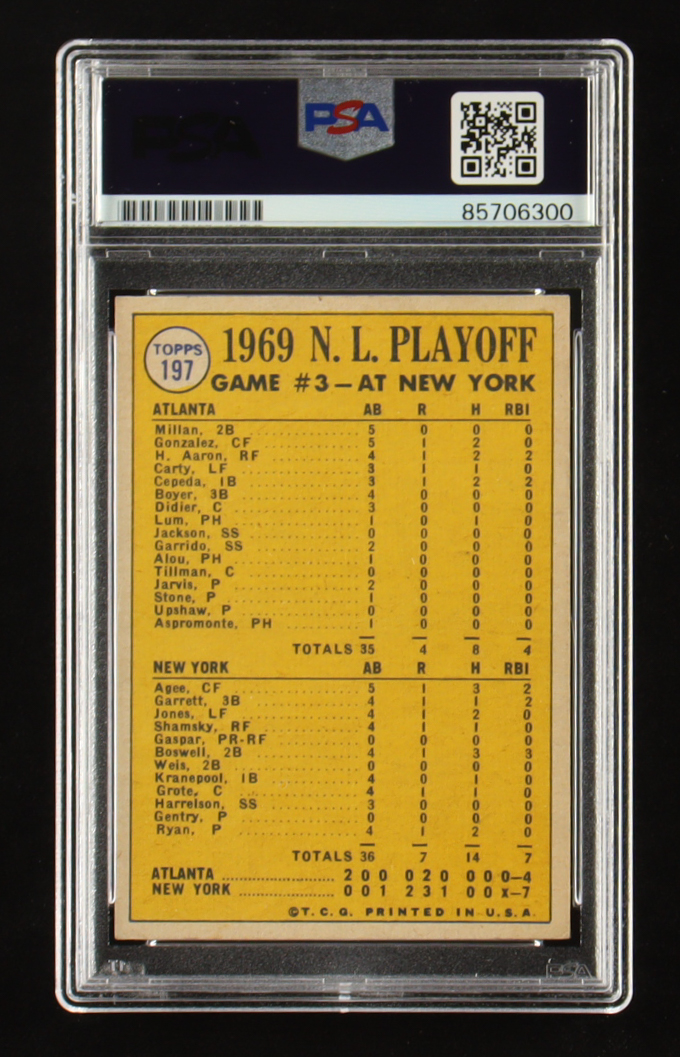 PSA
PSA
85706300
TOPPS
197
1969 N. L. PLAYOFF
GAME #3—AT NEW YORK
ATLANTA AB R H RBI
Millan, 2B 5 0 0 0
Gonzalez, CF 5 1 2 0
H. Aaron, RF 4 1 2 2
Carty, LF 3 1 1 0
Cepeda, 1B 3 1 2 2
Boyer, 3B 4 0 0 0
Didier, C 3 0 0 0
Lum, PH 1 0 1 0
Jackson, SS 0 0 0 0
Garrido, SS 2 0 0 0
Alou, PH 1 0 0 0
Tillman, C 0 0 0 0
Jarvis, P 2 0 0 0
Stone, P 1 0 0 0
Upshaw, P 0 0 0 0
Aspromonte, PH 1 0 0 0
TOTALS 35 4 8 4
NEW YORK AB R H RBI
Agee, CF 5 1 3 2
Garrett, 3B 4 1 1 2
Jones, LF 4 1 2 0
Shamsky, RF 4 1 1 0
Gaspar, PR-RF 0 0 0 0
Boswell, 2B 4 1 3 3
Weis, 2B 0 0 0 0
Kranepool, 1B 4 0 1 0
Grote, C 4 1 1 0
Harrelson, SS 3 0 0 0
Gentry, P 0 0 0 0
Ryan, P 4 1 2 0
TOTALS 36 7 14 7
ATLANTA 2 0 0 0 2 0 0 0 0—4
NEW YORK 0 0 1 2 3 1 0 0 X—7
©T.C.G. PRINTED IN U.S.A.
PSA